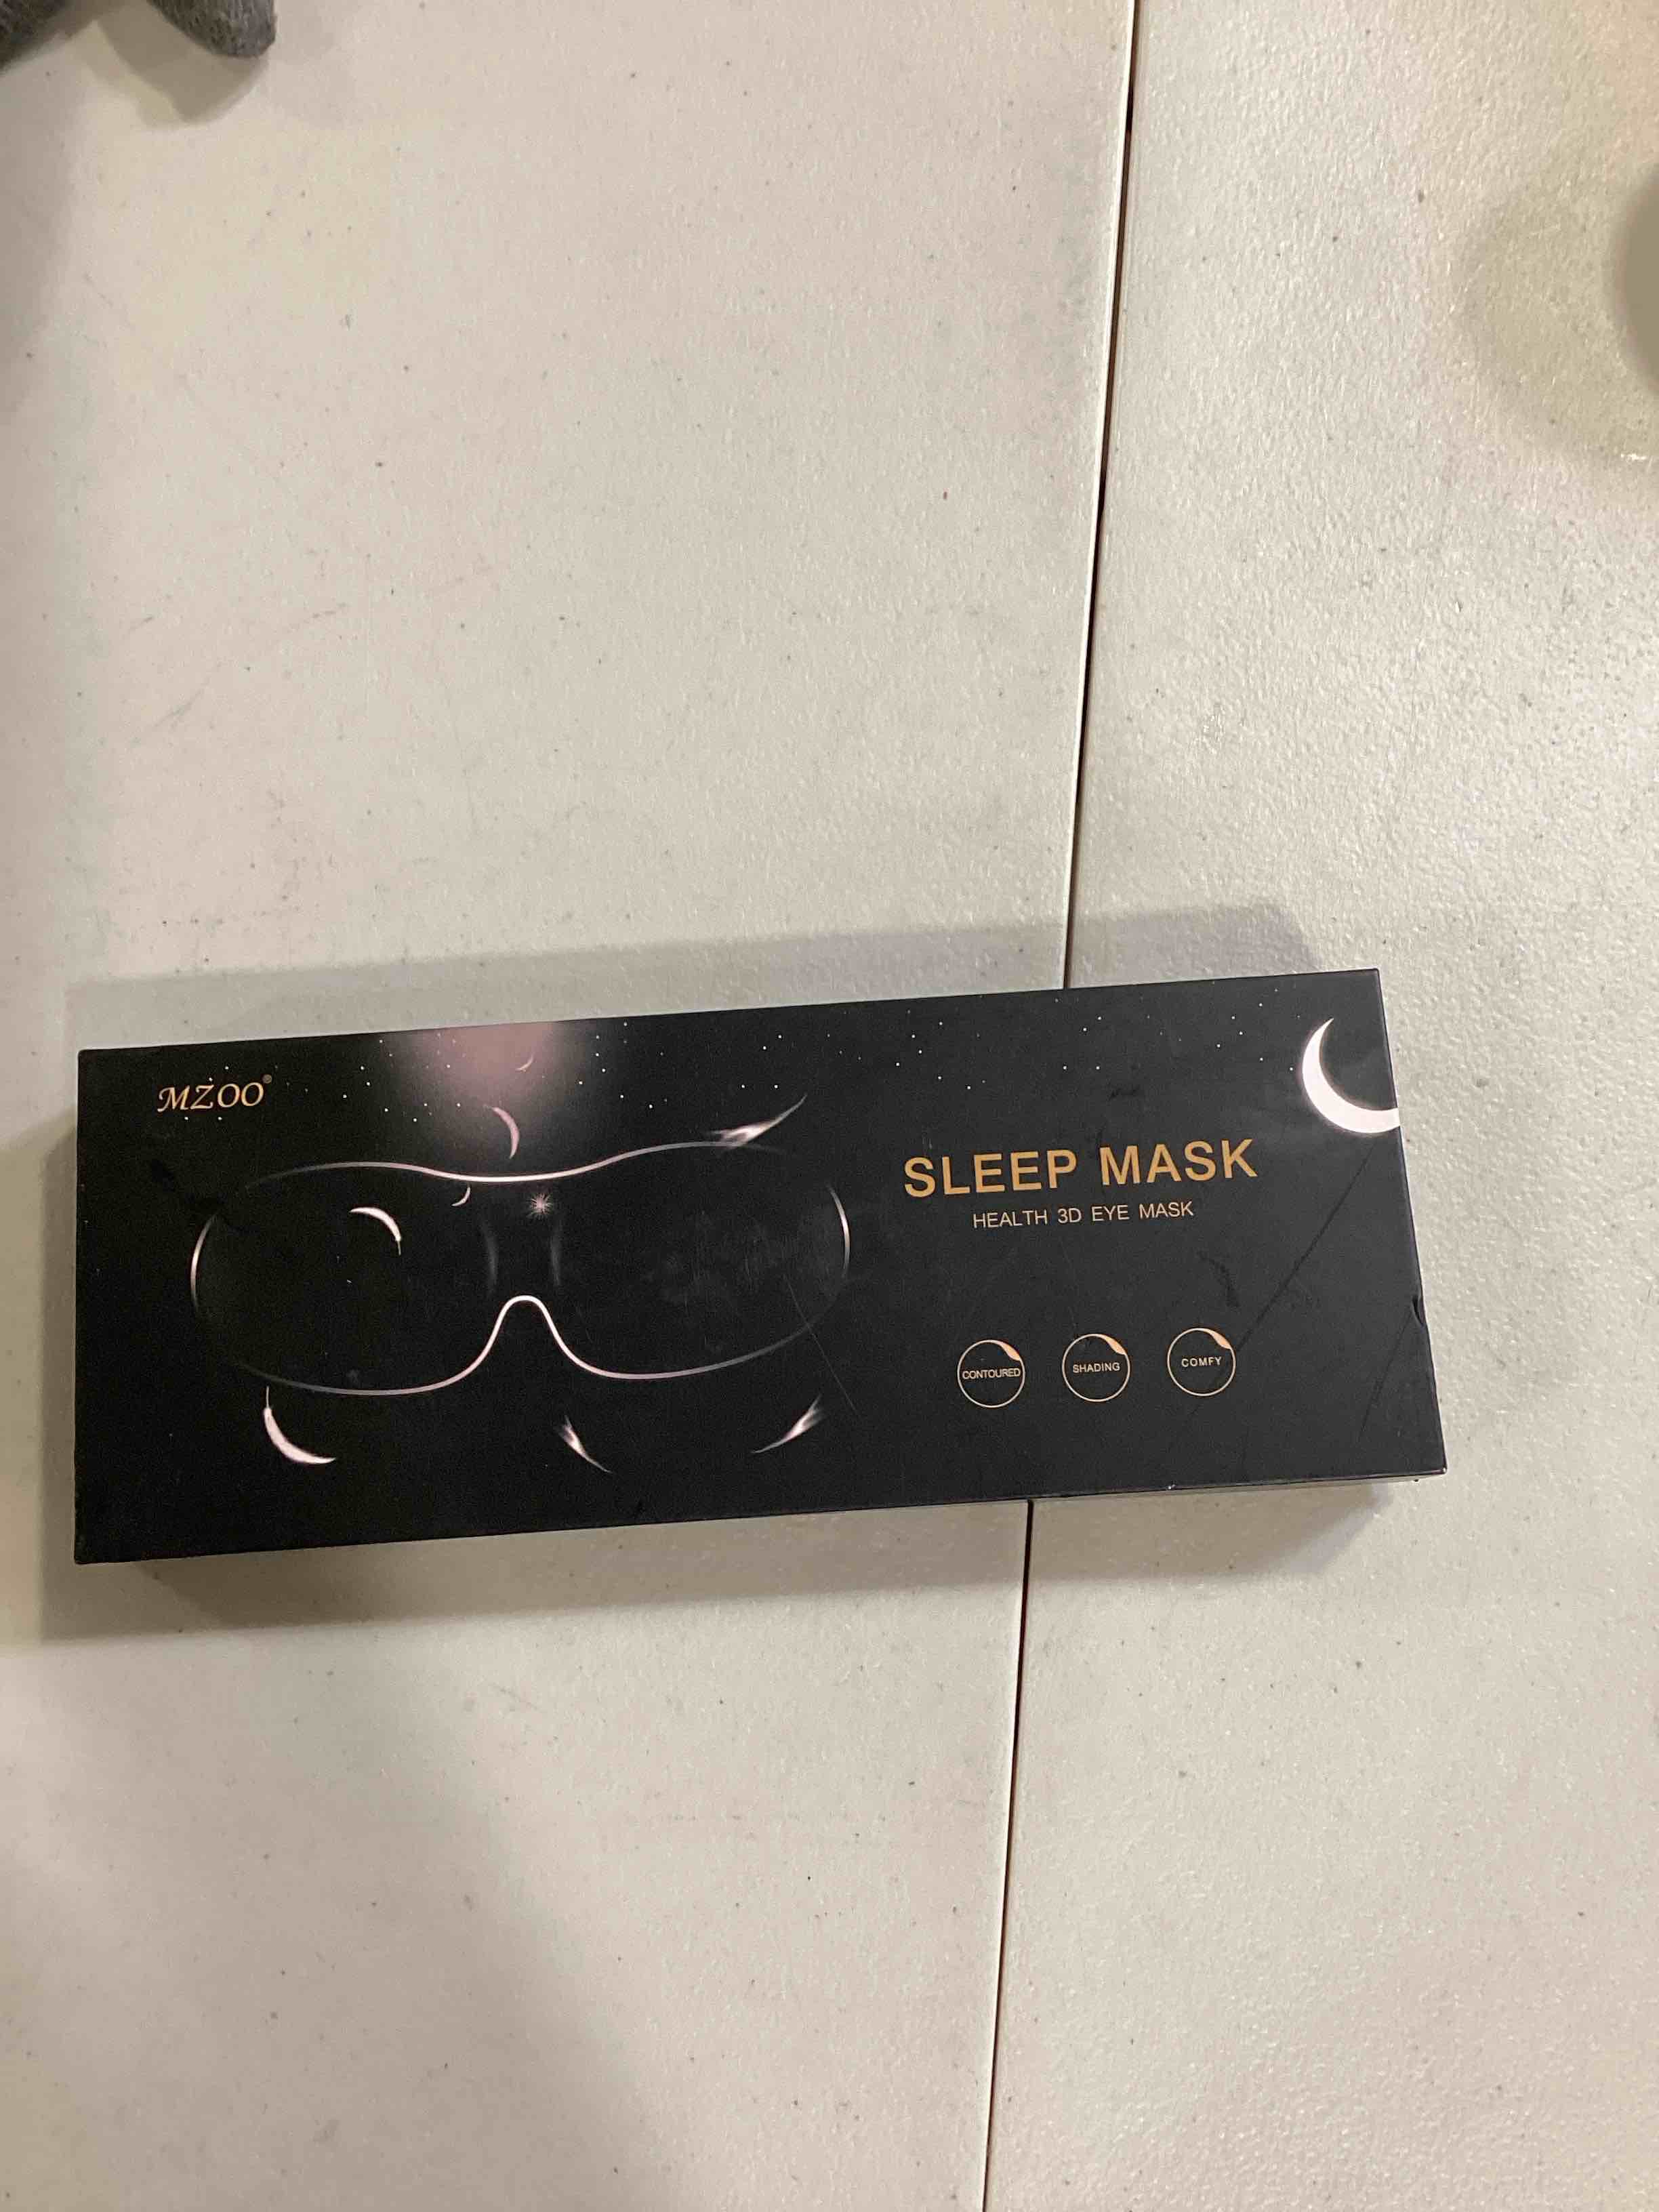 MZOO®
SLEEP MASK
HEALTH 3D EYE MASK
CONTOURED
SHADING
COMFY